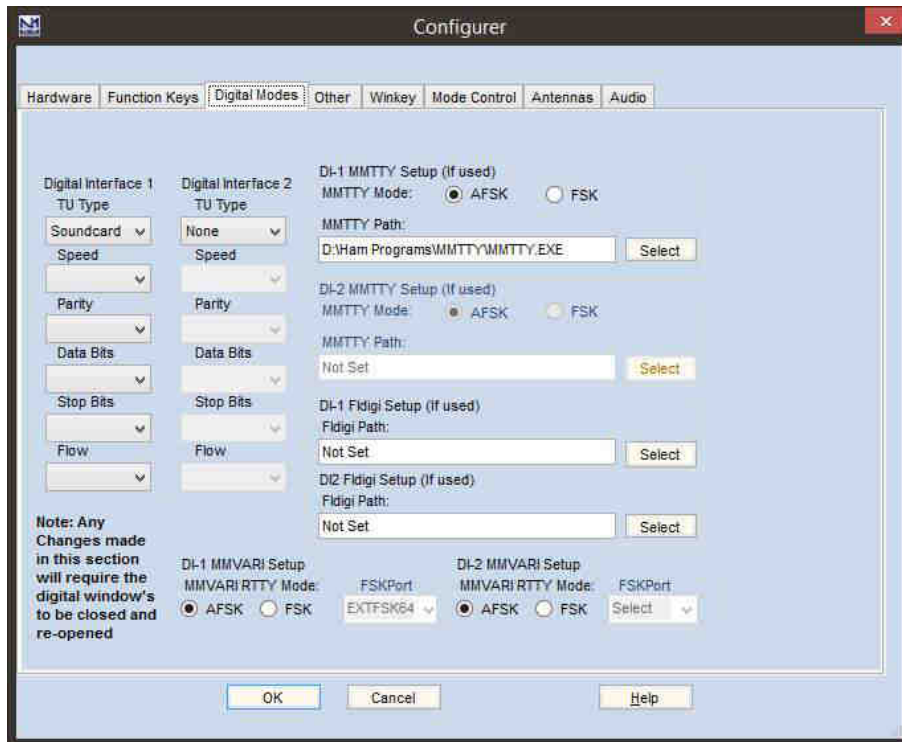 Configurer
Hardware Function Keys Digital Modes Other Winkey Mode Control Antennas Audio
Digital Interface 1
TU Type
Soundcard
Speed
Parity
Data Bits
Stop Bits
Flow
Digital Interface 2
TU Type
None
Speed
Parity
Data Bits
Stop Bits
Flow
DI-1 MMTTY Setup (If used)
MMTTY Mode: AFSK FSK
MMTTY Path:
D:\Ham Programs\MMTTY\MMTTY.EXE Select
DI-2 MMTTY Setup (If used)
MMTTY Mode: AFSK FSK
MMTTY Path:
Not Set Select
DI-1 Fldigi Setup (If used)
Fldigi Path:
Not Set Select
DI2 Fldigi Setup (If used)
Fldigi Path:
Not Set Select
Note: Any
Changes made
in this section
will require the
digital window's
to be closed and
re-opened
DI-1 MMVARI Setup
MMVARI RTTY Mode: FSKPort
AFSK FSK EXTFSK64
DI-2 MMVARI Setup
MMVARI RTTY Mode: FSKPort
AFSK FSK Select
OK Cancel Help